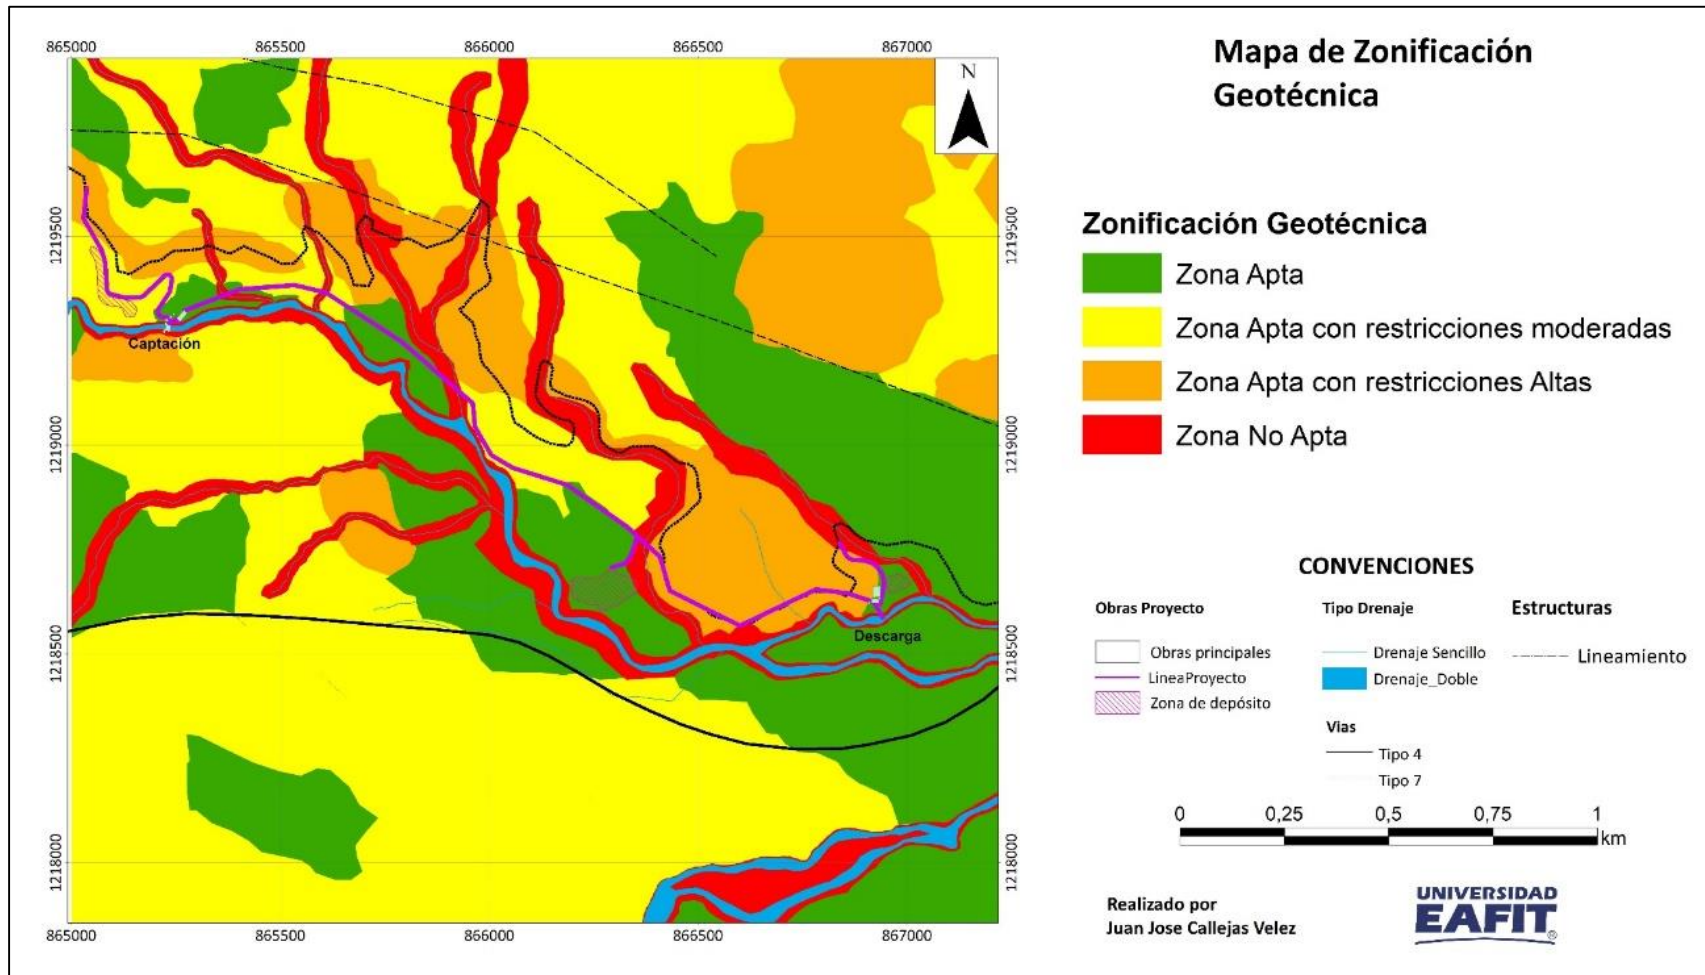 Mapa de Zonificación
Geotécnica
865000
865500
866000
866500
867000
N
1219500
1219500
1219000
1219000
1218500
1218500
1218000
1218000
Captación
Descarga
865000
865500
866000
866500
867000
Zonificación Geotécnica
Zona Apta
Zona Apta con restricciones moderadas
Zona Apta con restricciones Altas
Zona No Apta
CONVENCIONES
Obras Proyecto
Obras principales
LineaProyecto
Zona de depósito
Tipo Drenaje
Drenaje Sencillo
Drenaje_Doble
Vias
Tipo 4
Tipo 7
Estructuras
Lineamiento
0 0,25 0,5 0,75 1
km
Realizado por
Juan Jose Callejas Velez
UNIVERSIDAD
EAFIT®